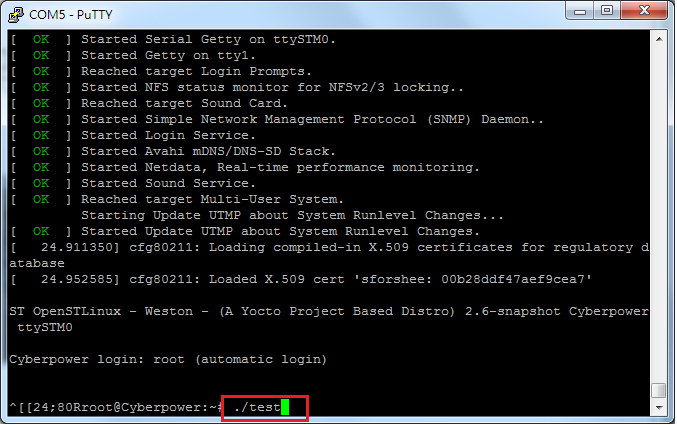 COM5 - PuTTY
[  OK  ] Started Serial Getty on ttySTM0.
[  OK  ] Started Getty on tty1.
[  OK  ] Reached target Login Prompts.
[  OK  ] Started NFS status monitor for NFSv2/3 locking..
[  OK  ] Reached target Sound Card.
[  OK  ] Started Simple Network Management Protocol (SNMP) Daemon..
[  OK  ] Started Login Service.
[  OK  ] Started Avahi mDNS/DNS-SD Stack.
[  OK  ] Started Netdata, Real-time performance monitoring.
[  OK  ] Started Sound Service.
[  OK  ] Reached target Multi-User System.
         Starting Update UTMP about System Runlevel Changes...
[  OK  ] Started Update UTMP about System Runlevel Changes.
[   24.911350] cfg80211: Loading compiled-in X.509 certificates for regulatory d
atabase
[   24.952585] cfg80211: Loaded X.509 cert 'sforshee: 00b28ddf47aef9cea7'
ST OpenSTLinux - Weston - (A Yocto Project Based Distro) 2.6-snapshot Cyberpower
 ttySTM0
Cyberpower login: root (automatic login)
^[[24;80Rroot@Cyberpower:~# ./test